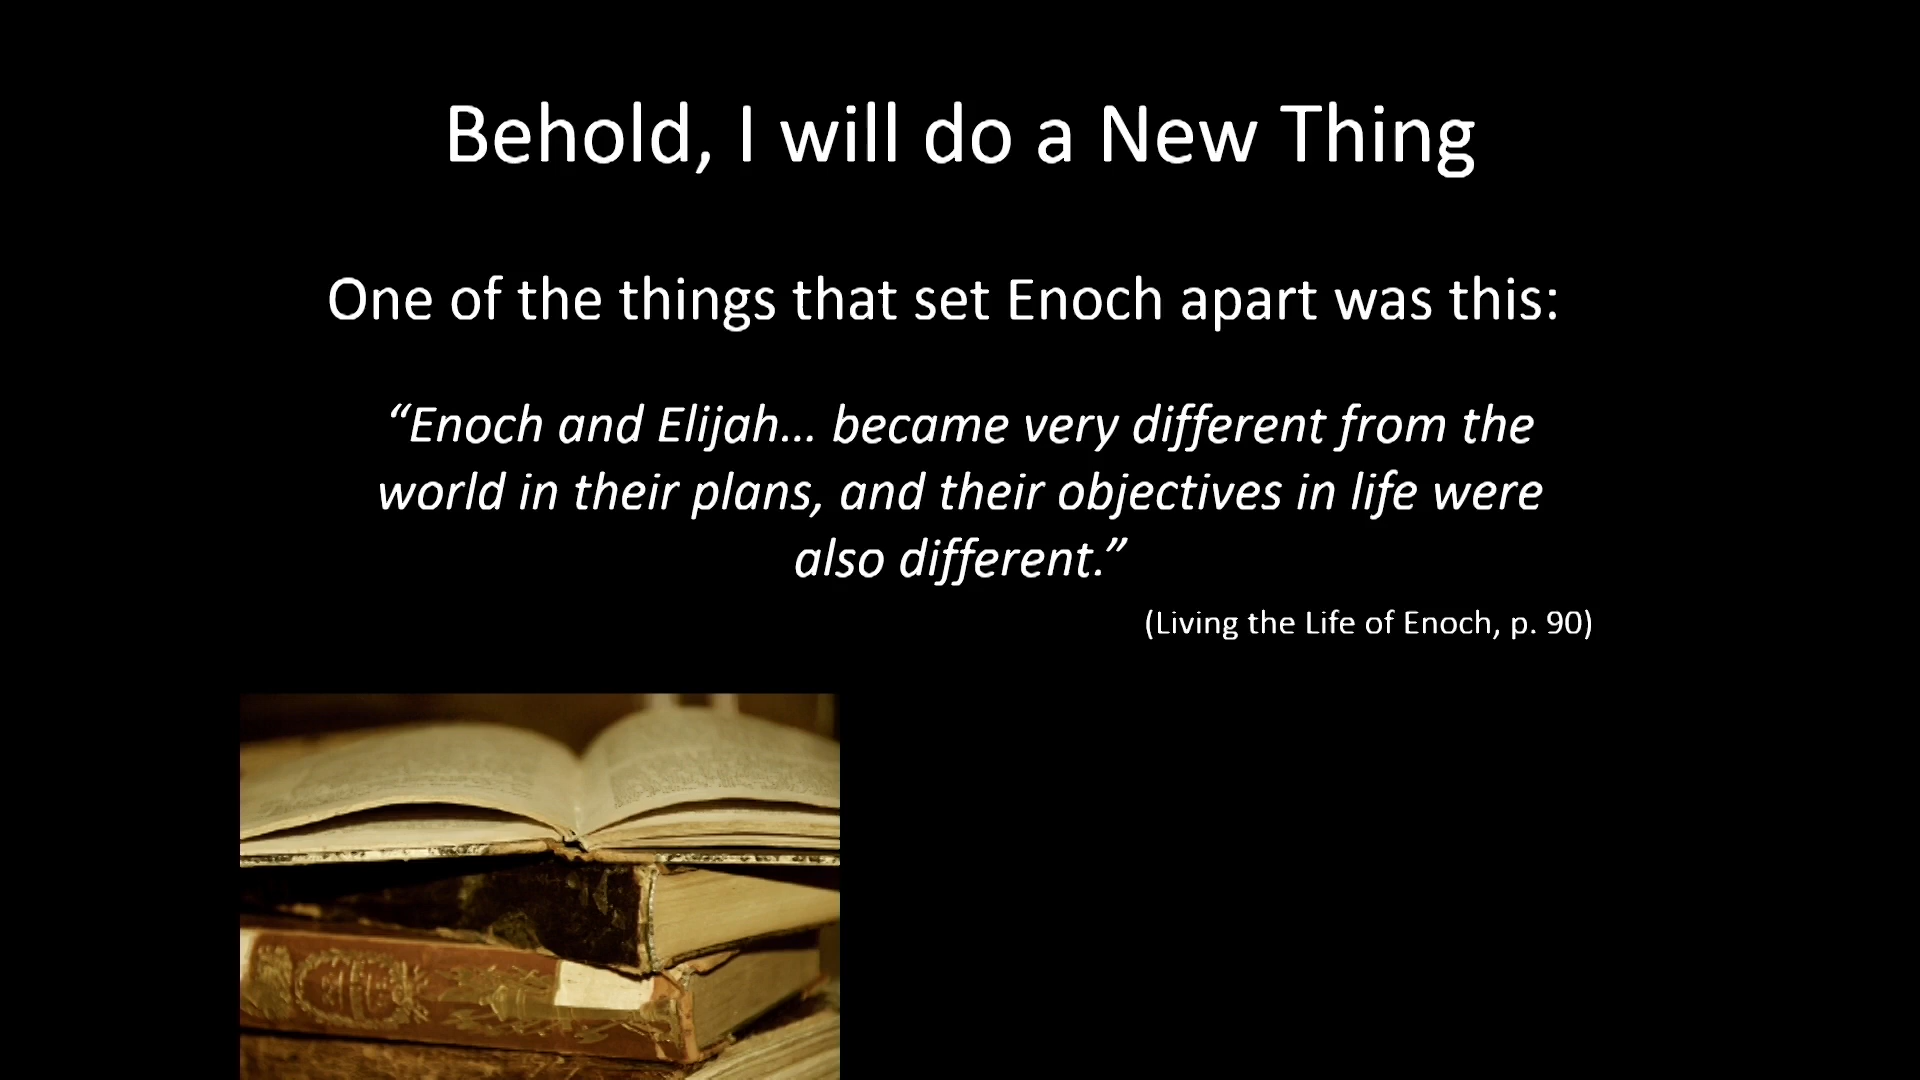 Behold, I will do a New Thing
One of the things that set Enoch apart was this:
“Enoch and Elijah... became very different from the
world in their plans, and their objectives in life were
also different.”
(Living the Life of Enoch, p. 90)